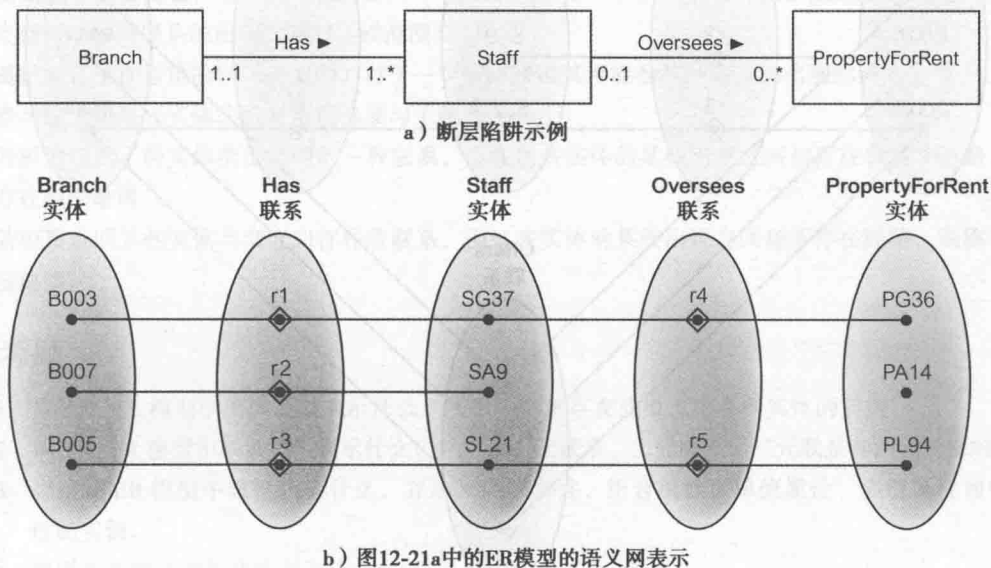 Branch
Has ►
1..1
1..*
Staff
Oversees ►
0..1
0..*
PropertyForRent
a）断层陷阱示例
Branch
实体
Has
联系
Staff
实体
Oversees
联系
PropertyForRent
实体
B003
r1
SG37
r4
PG36
B007
r2
SA9
PA14
B005
r3
SL21
r5
PL94
b）图12-21a中的ER模型的语义网表示